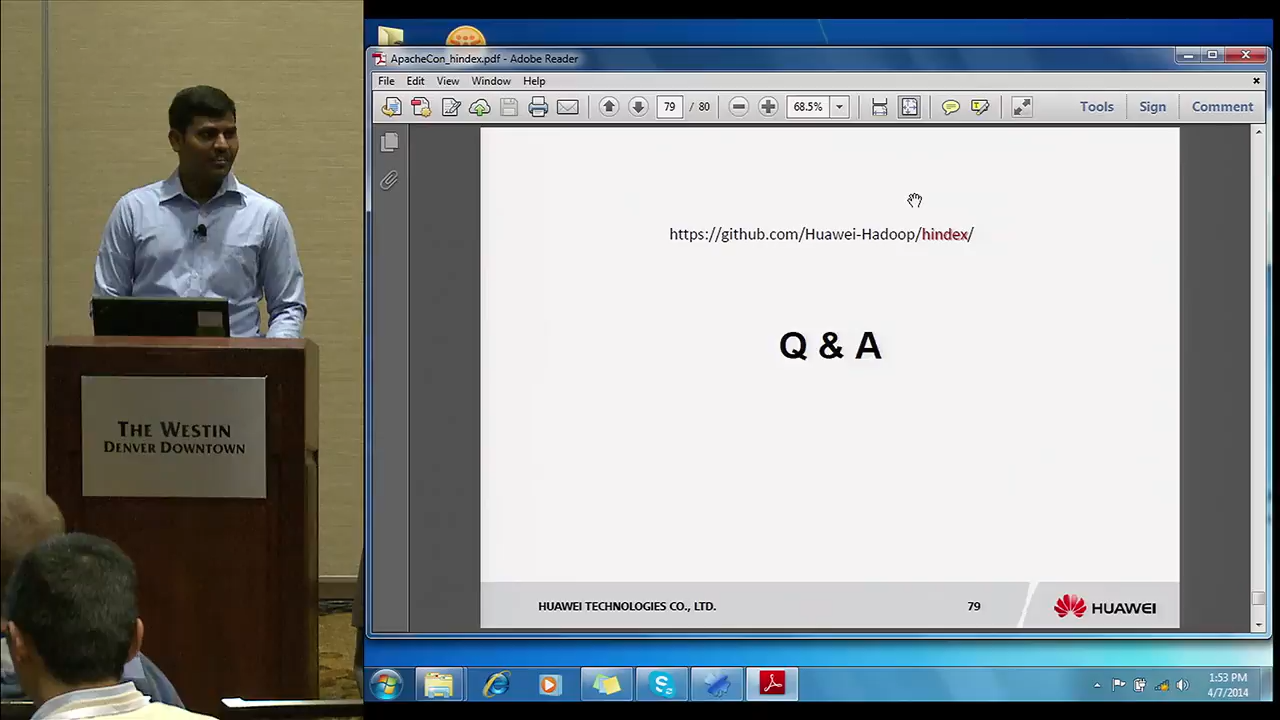 THE WESTIN
DENVER DOWNTOWN
ApacheCon_hindex.pdf - Adobe Reader
File Edit View Window Help
79 / 80 68.5% Tools Sign Comment
https://github.com/Huawei-Hadoop/hindex/
Q & A
HUAWEI TECHNOLOGIES CO., LTD. 79 HUAWEI
1:53 PM
4/7/2014